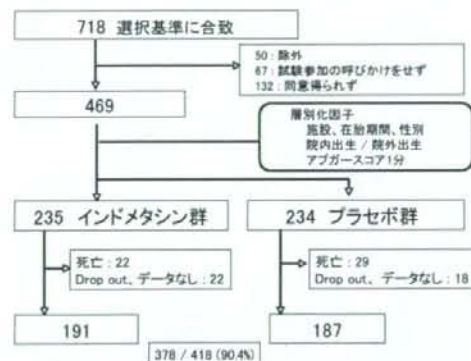 718 選択基準に合致
50 : 除外
67 : 試験参加の呼びかけをせず
132 : 同意得られず
469
層別化因子
施設、在胎期間、性別
院内出生 / 院外出生
アプガースコア1分
235 インドメタシン群
234 プラセボ群
死亡 : 22
Drop out、データなし : 22
死亡 : 29
Drop out、データなし : 18
191
187
378 / 418 (90.4%)